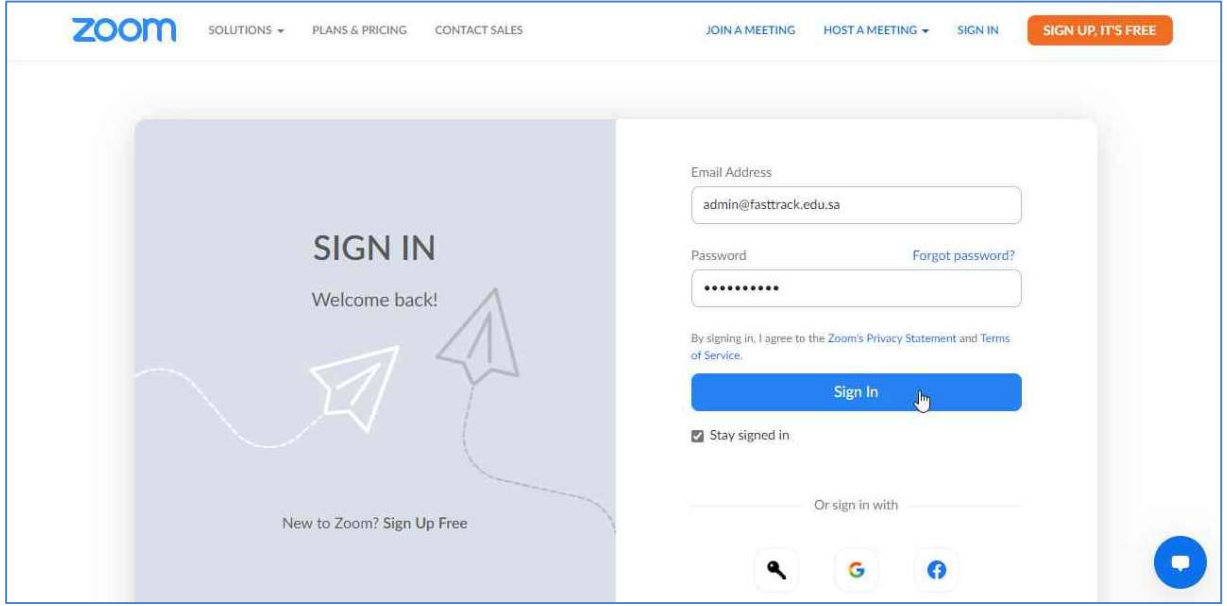 zoom SOLUTIONS PLANS & PRICING CONTACT SALES JOIN A MEETING HOST A MEETING SIGN IN SIGN UP, IT'S FREE
SIGN IN
Welcome back!
New to Zoom? Sign Up Free
Email Address
admin@fasttrack.edu.sa
Password Forgot password?
••••••••••
By signing in, I agree to the Zoom's Privacy Statement and Terms
of Service.
Sign In
Stay signed in
Or sign in with